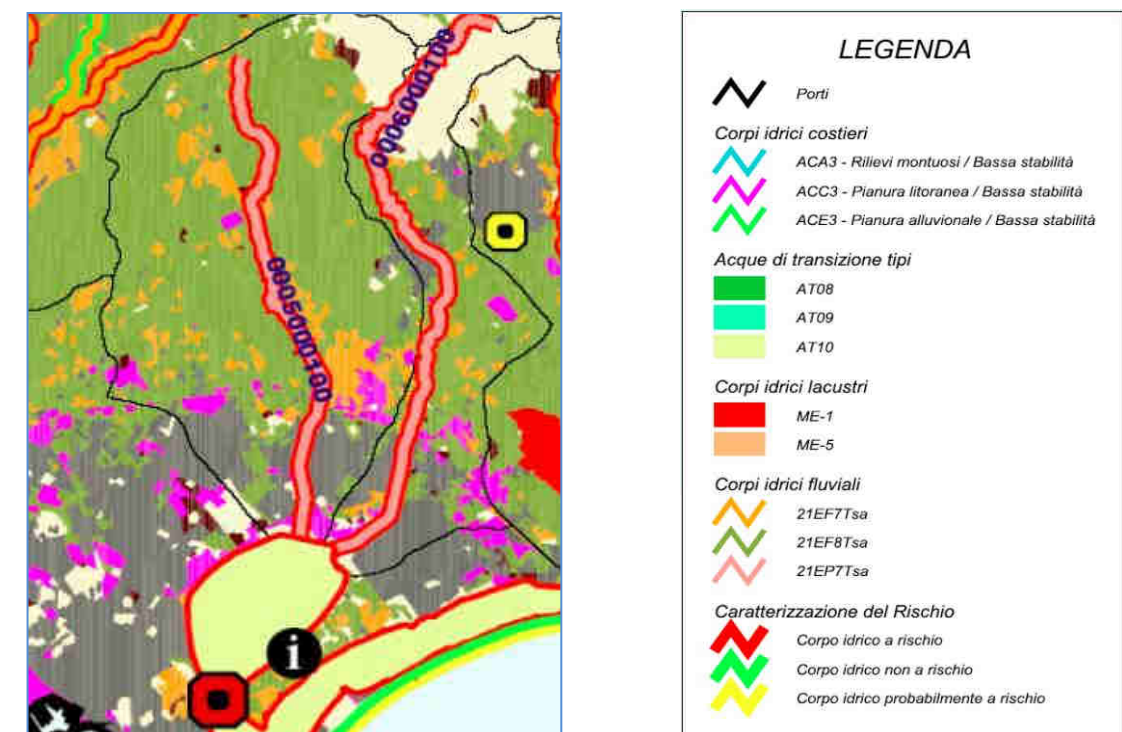 0006000100
0005000100
i
LEGENDA
Porti
Corpi idrici costieri
ACA3 - Rilievi montuosi / Bassa stabilità
ACC3 - Pianura litoranea / Bassa stabilità
ACE3 - Pianura alluvionale / Bassa stabilità
Acque di transizione tipi
AT08
AT09
AT10
Corpi idrici lacustri
ME-1
ME-5
Corpi idrici fluviali
21EF7Tsa
21EF8Tsa
21EP7Tsa
Caratterizzazione del Rischio
Corpo idrico a rischio
Corpo idrico non a rischio
Corpo idrico probabilmente a rischio